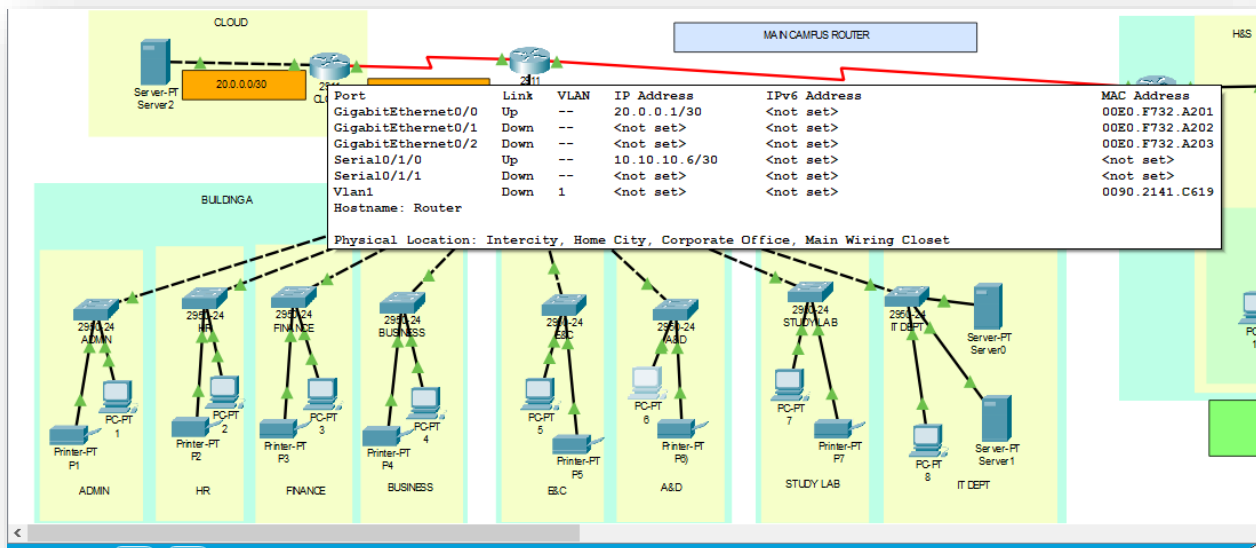 CLOUD
MAIN CAMPUS ROUTER
H&S
Server-PT
Server2
20.0.0.0/30
2911
Port Link VLAN IP Address IPv6 Address MAC Address
GigabitEthernet0/0 Up -- 20.0.0.1/30 <not set> 00E0.F732.A201
GigabitEthernet0/1 Down -- <not set> <not set> 00E0.F732.A202
GigabitEthernet0/2 Down -- <not set> <not set> 00E0.F732.A203
Serial0/1/0 Up -- 10.10.10.6/30 <not set> <not set>
Serial0/1/1 Down -- <not set> <not set> <not set>
Vlan1 Down 1 <not set> <not set> 0090.2141.C619
Hostname: Router
Physical Location: Intercity, Home City, Corporate Office, Main Wiring Closet
BUILDING A
2950-24
ADMIN
2950-24
HR
2950-24
FINANCE
2950-24
BUSINESS
2950-24
E&C
2950-24
A&D
2950-24
STUDY LAB
2950-24
IT DEPT
Server-PT
Server0
PC-PT
1
PC-PT
2
PC-PT
3
PC-PT
4
PC-PT
5
PC-PT
6
PC-PT
7
PC-PT
8
Printer-PT
P1
Printer-PT
P2
Printer-PT
P3
Printer-PT
P4
Printer-PT
P5
Printer-PT
P6)
Printer-PT
P7
Server-PT
Server1
ADMIN
HR
FINANCE
BUSINESS
E&C
A&D
STUDY LAB
IT DEPT